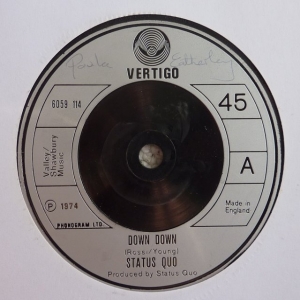 VERTIGO
6059 114
45
Valley/
Shawbury
Music
A
Ⓟ 1974
Made in
England
PHONOGRAM LTD.
DOWN DOWN
(Rossi/Young)
STATUS QUO
Produced by Status Quo